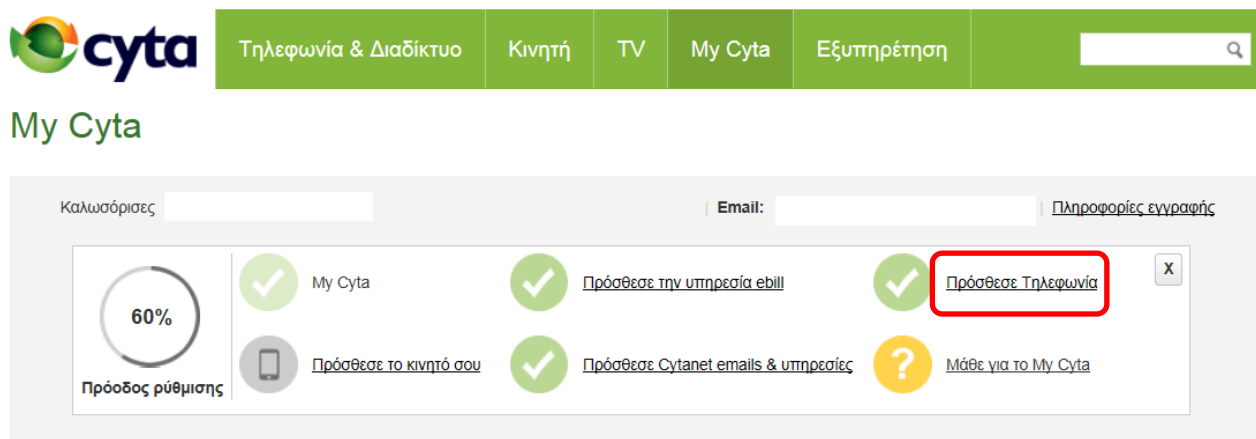 cyta
Τηλεφωνία & Διαδίκτυο Κινητή TV My Cyta Εξυπηρέτηση
My Cyta
Καλωσόρισες | Email: | Πληροφορίες εγγραφής
My Cyta Πρόσθεσε την υπηρεσία ebill Πρόσθεσε Τηλεφωνία X
60%
Πρόσθεσε το κινητό σου Πρόσθεσε Cytanet emails & υπηρεσίες ? Μάθε για το My Cyta
Πρόοδος ρύθμισης